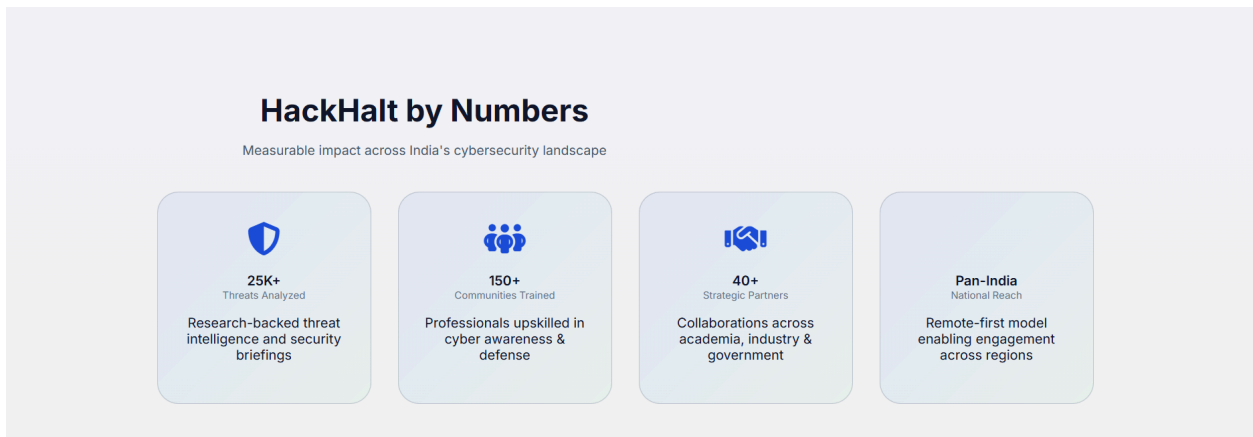 HackHalt by Numbers
Measurable impact across India's cybersecurity landscape
25K+
Threats Analyzed
Research-backed threat
intelligence and security
briefings
150+
Communities Trained
Professionals upskilled in
cyber awareness &
defense
40+
Strategic Partners
Collaborations across
academia, industry &
government
Pan-India
National Reach
Remote-first model
enabling engagement
across regions